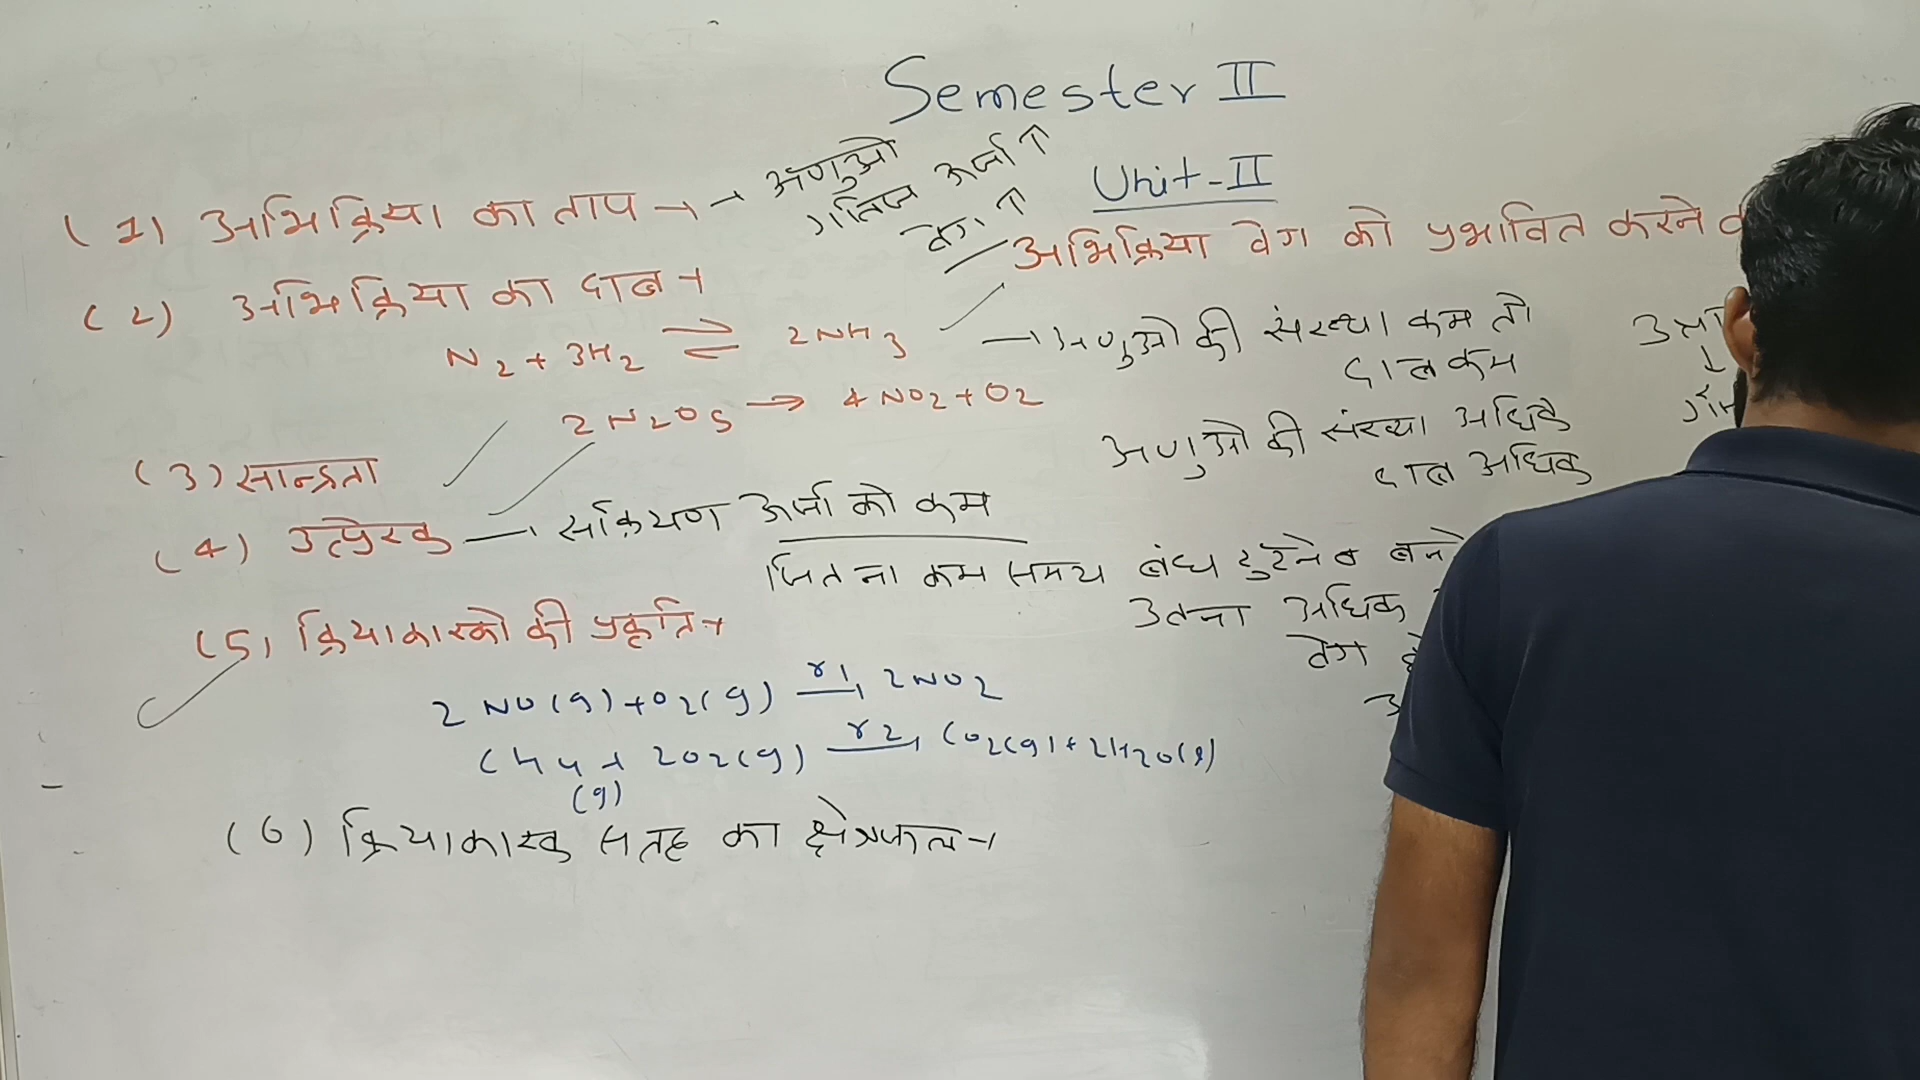 Semester II
Unit-II
अभिक्रिया वेग को प्रभावित करने
(1) अभिक्रिया का ताप → → अणुओ
गतिज ऊर्जा ↑
वेग ↑
(2) अभिक्रिया का दाब →
N2 + 3H2 ⇌ 2NH3
→ अणुओ की संख्या कम तो
दाब कम
2N2O5 → 4NO2 + O2
अणुओ की संख्या अधिक
दाब अधिक
(3) सान्द्रता
(4) उत्प्रेरक → सक्रियण ऊर्जा को कम
जितना कम समय बंध टुटने व बनने
उतना अधिक
वेग
(5) क्रियाकारको की प्रकृति →
2NO(g) + O2(g) r1→ 2NO2
CH4 + 2O2(g) r2→ CO2(g) + 2H2O(l)
(g)
(6) क्रियाकारक सतह का क्षेत्रफल →